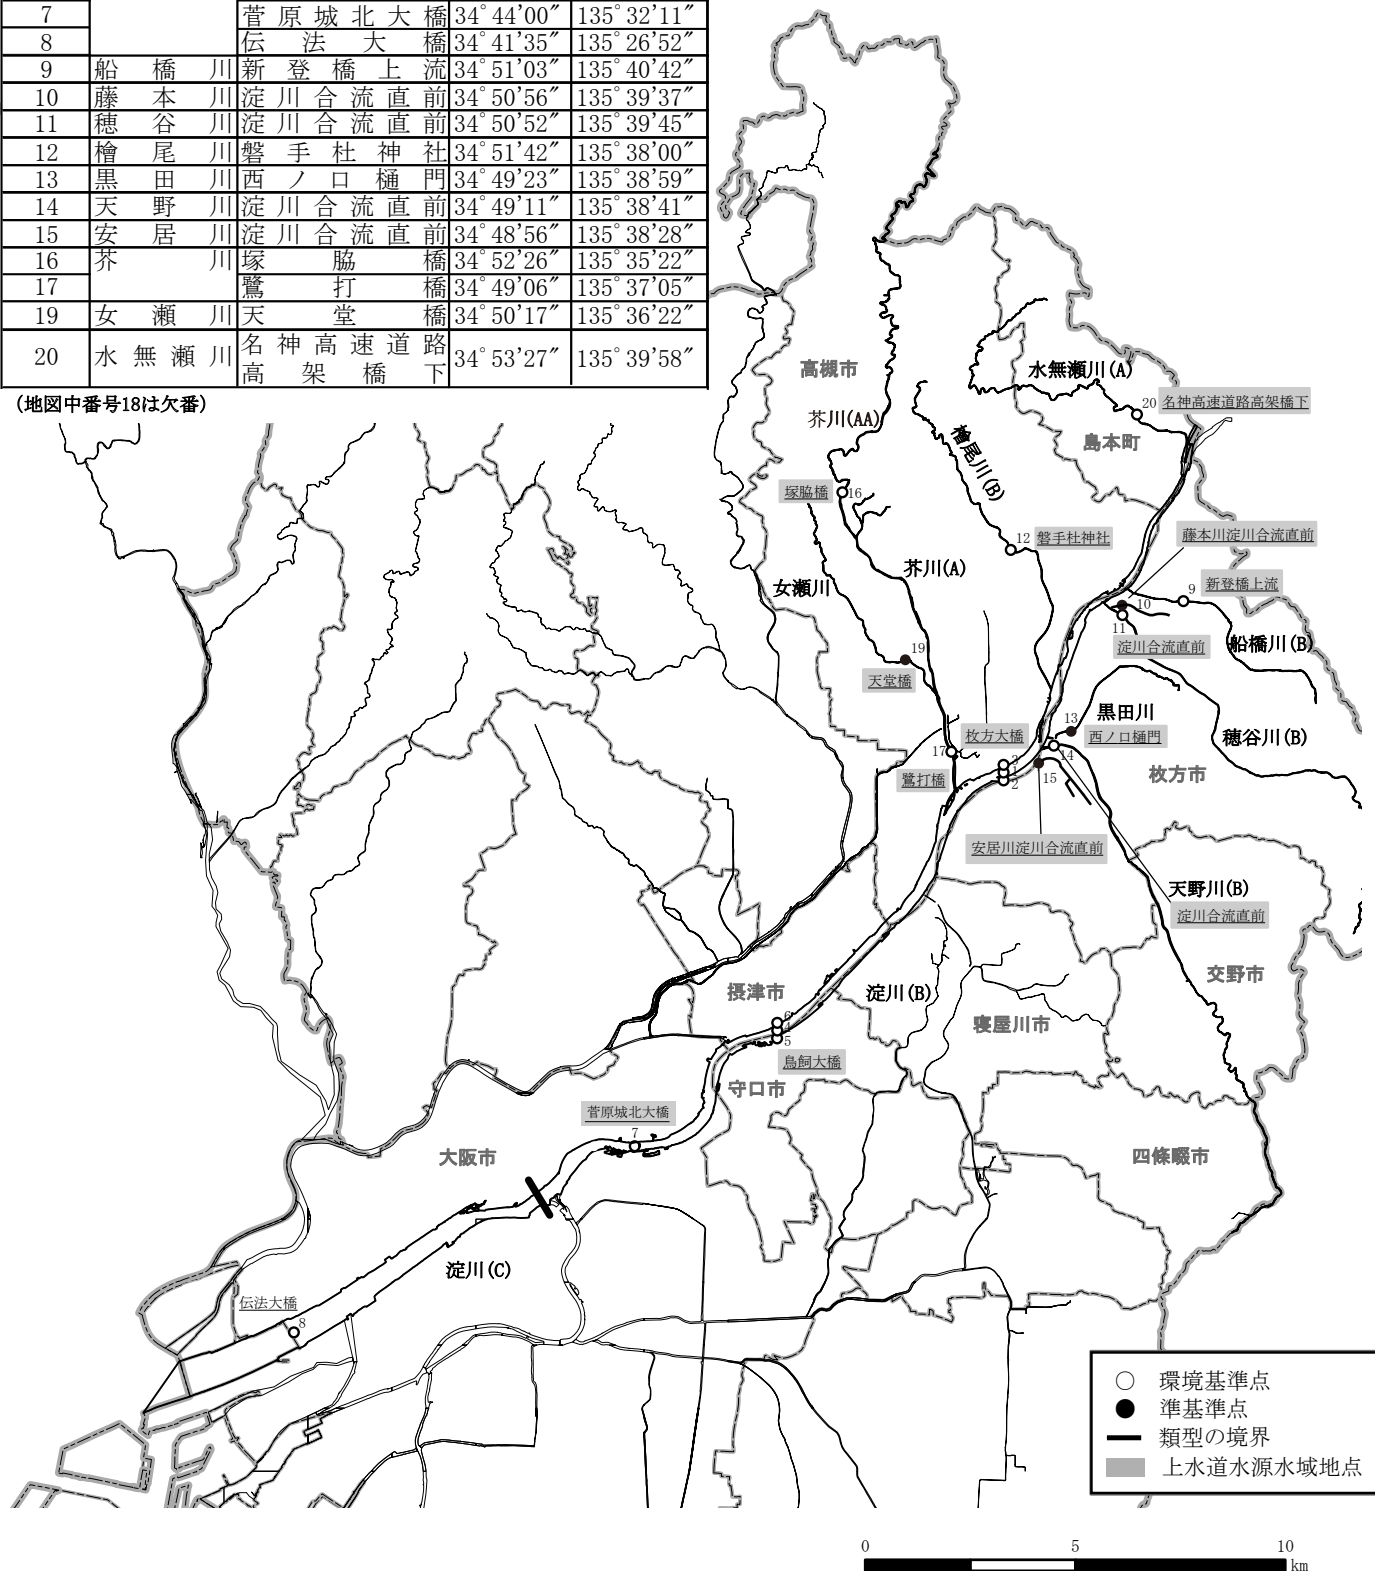 7 菅原城北大橋 34°44'00" 135°32'11"
8 伝法大橋 34°41'35" 135°26'52"
9 船橋川 新登橋上流 34°51'03" 135°40'42"
10 藤本川 淀川合流直前 34°50'56" 135°39'37"
11 穂谷川 淀川合流直前 34°50'52" 135°39'45"
12 檜尾川 磐手杜神社 34°51'42" 135°38'00"
13 黒田川 西ノ口樋門 34°49'23" 135°38'59"
14 天野川 淀川合流直前 34°49'11" 135°38'41"
15 安居川 淀川合流直前 34°48'56" 135°38'28"
16 芥川 塚脇橋 34°52'26" 135°35'22"
17 鷺打橋 34°49'06" 135°37'05"
19 女瀬川 天堂橋 34°50'17" 135°36'22"
20 水無瀬川 名神高速道路 34°53'27" 135°39'58"
高架橋下
(地図中番号18は欠番)
高槻市
水無瀬川(A)
20 名神高速道路高架橋下
芥川(AA)
檜尾川(B)
島本町
塚脇橋
16
12 磐手杜神社
藤本川淀川合流直前
芥川(A)
女瀬川
9 新登橋上流
10
11
淀川合流直前
船橋川(B)
19
天堂橋
黒田川
13
西ノ口樋門
穂谷川(B)
枚方大橋
17
鷺打橋
3
1
2
14
15
枚方市
安居川淀川合流直前
天野川(B)
淀川合流直前
交野市
摂津市
淀川(B)
寝屋川市
6
5
鳥飼大橋
守口市
菅原城北大橋
7
大阪市
四條畷市
淀川(C)
伝法大橋
8
○ 環境基準点
● 準基準点
類型の境界
上水道水源水域地点
0 5 10
km